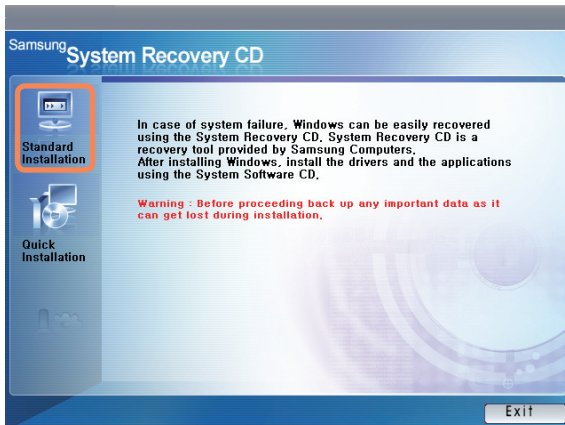 Samsung System Recovery CD
Standard
Installation
In case of system failure, Windows can be easily recovered
using the System Recovery CD, System Recovery CD is a
recovery tool provided by Samsung Computers,
After installing Windows, install the drivers and the applications
using the System Software CD,
Warning : Before proceeding back up any important data as it
can get lost during installation,
Quick
Installation
Exit